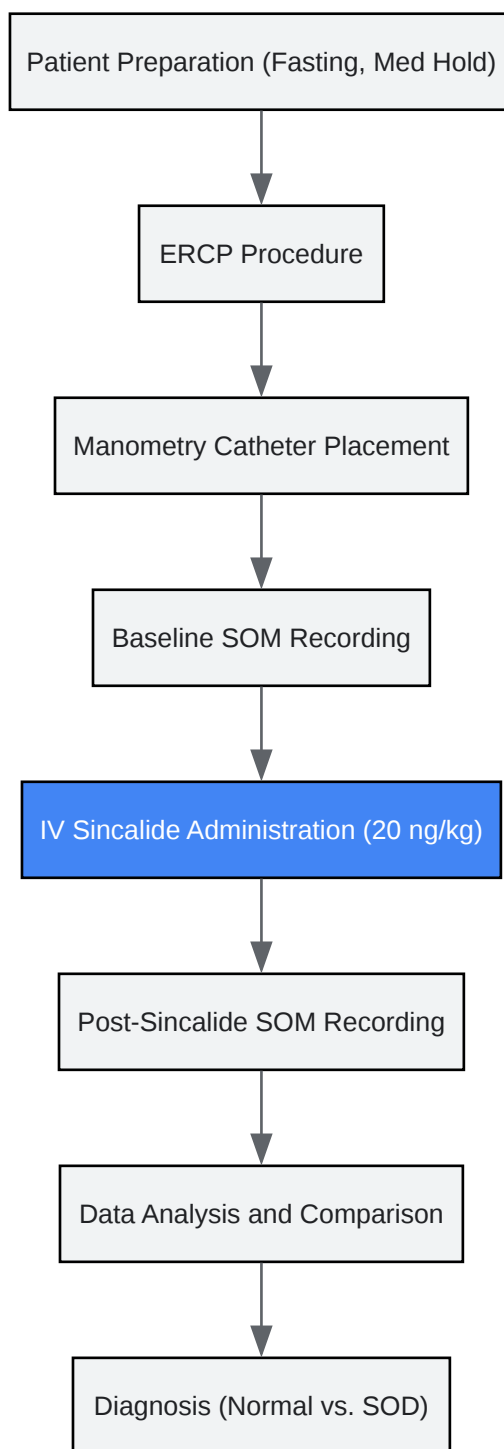 Patient Preparation (Fasting, Med Hold)
ERCP Procedure
Manometry Catheter Placement
Baseline SOM Recording
IV Sincalide Administration (20 ng/kg)
Post-Sincalide SOM Recording
Data Analysis and Comparison
Diagnosis (Normal vs. SOD)